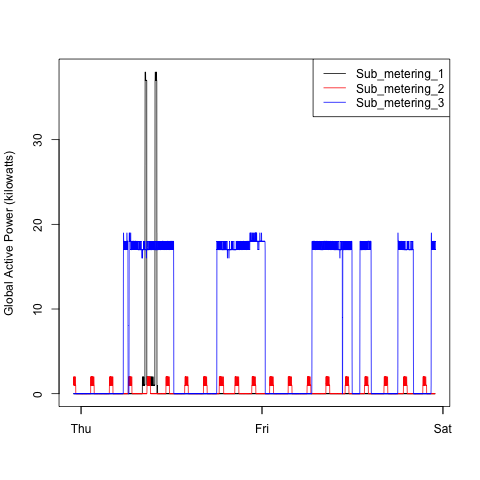 Sub_metering_1
Sub_metering_2
Sub_metering_3
Global Active Power (kilowatts)
30
20
10
0
Thu Fri Sat